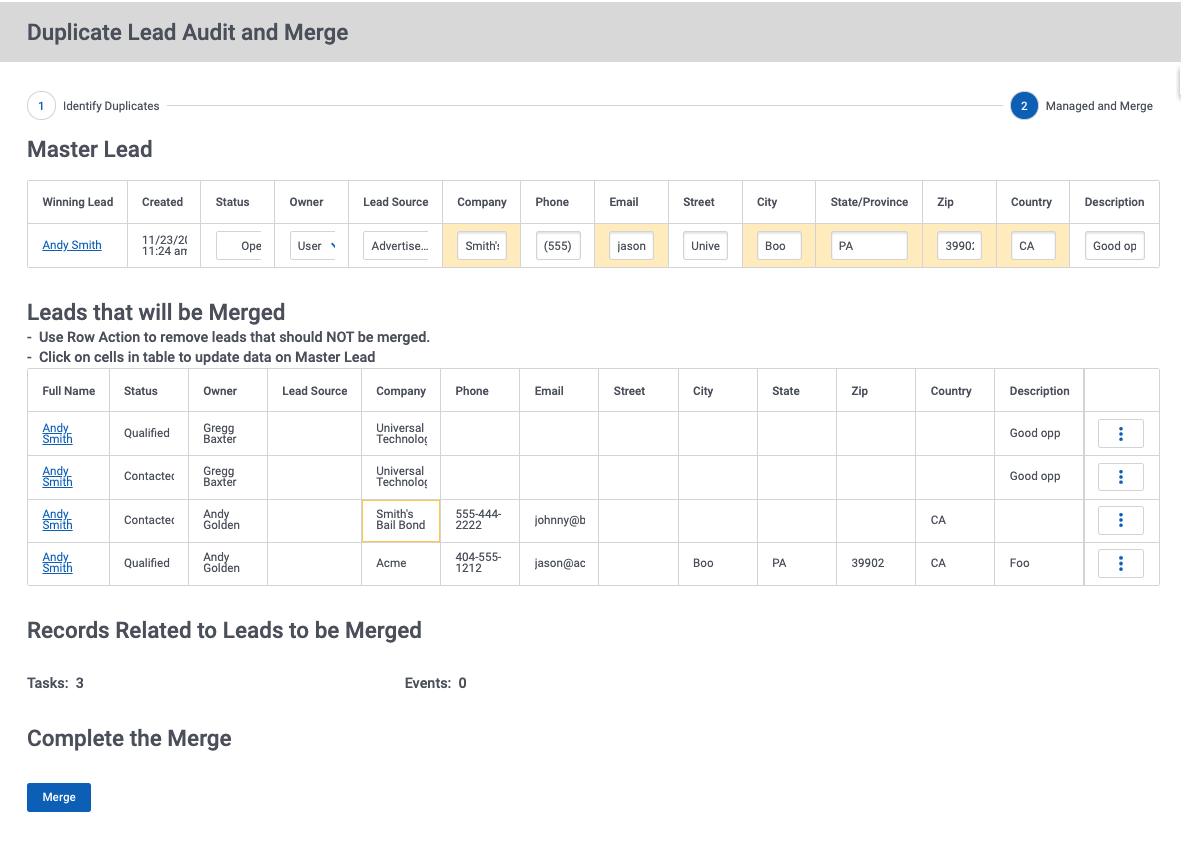 Duplicate Lead Audit and Merge
1 Identify Duplicates 2 Managed and Merge
Master Lead
Winning Lead Created Status Owner Lead Source Company Phone Email Street City State/Province Zip Country Description
Andy Smith 11/23/20 Ope User Advertise... Smith's (555) jason Unive Boo PA 39902 CA Good op
11:24 am
Leads that will be Merged
- Use Row Action to remove leads that should NOT be merged.
- Click on cells in table to update data on Master Lead
Full Name Status Owner Lead Source Company Phone Email Street City State Zip Country Description
Andy Smith Qualified Gregg Baxter Universal Technolog Good opp
Andy Smith Contacted Gregg Baxter Universal Technolog Good opp
Andy Smith Contacted Andy Golden Smith's Bail Bond 555-444-2222 johnny@b CA
Andy Smith Qualified Andy Golden Acme 404-555-1212 jason@ac Boo PA 39902 CA Foo
Records Related to Leads to be Merged
Tasks: 3 Events: 0
Complete the Merge
Merge